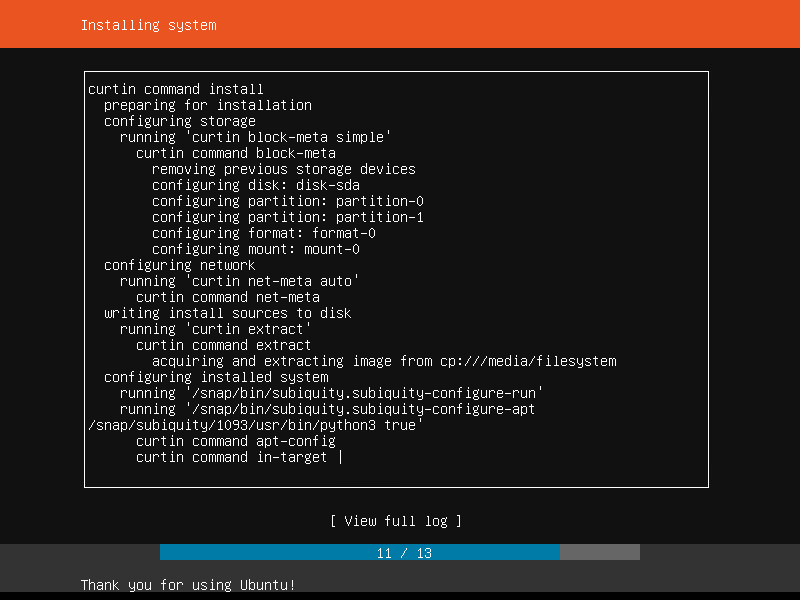 Installing system
curtin command install
preparing for installation
configuring storage
running 'curtin block-meta simple'
curtin command block-meta
removing previous storage devices
configuring disk: disk-sda
configuring partition: partition-0
configuring partition: partition-1
configuring format: format-0
configuring mount: mount-0
configuring network
running 'curtin net-meta auto'
curtin command net-meta
writing install sources to disk
running 'curtin extract'
curtin command extract
acquiring and extracting image from cp:///media/filesystem
configuring installed system
running '/snap/bin/subiquity.subiquity-configure-run'
running '/snap/bin/subiquity.subiquity-configure-apt
/snap/subiquity/1093/usr/bin/python3 true'
curtin command apt-config
curtin command in-target |
[ View full log ]
11 / 13
Thank you for using Ubuntu!